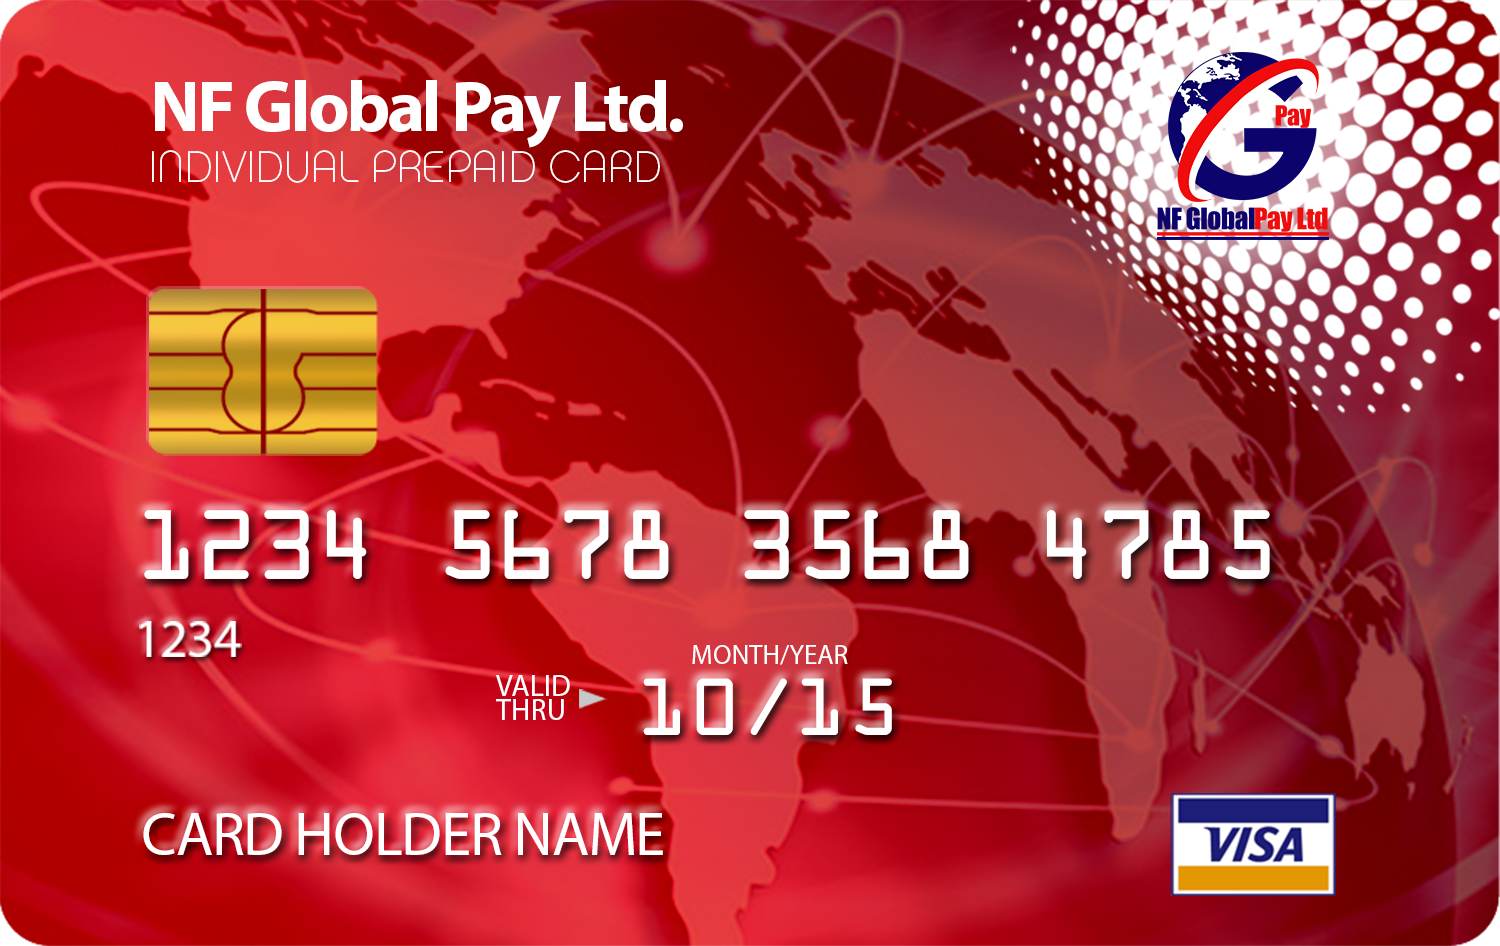 NF Global Pay Ltd.
INDIVIDUAL PREPAID CARD
Pay
NF GlobalPay Ltd
1234 5678 3568 4785
1234
MONTH/YEAR
VALID
THRU
10/15
CARD HOLDER NAME
VISA